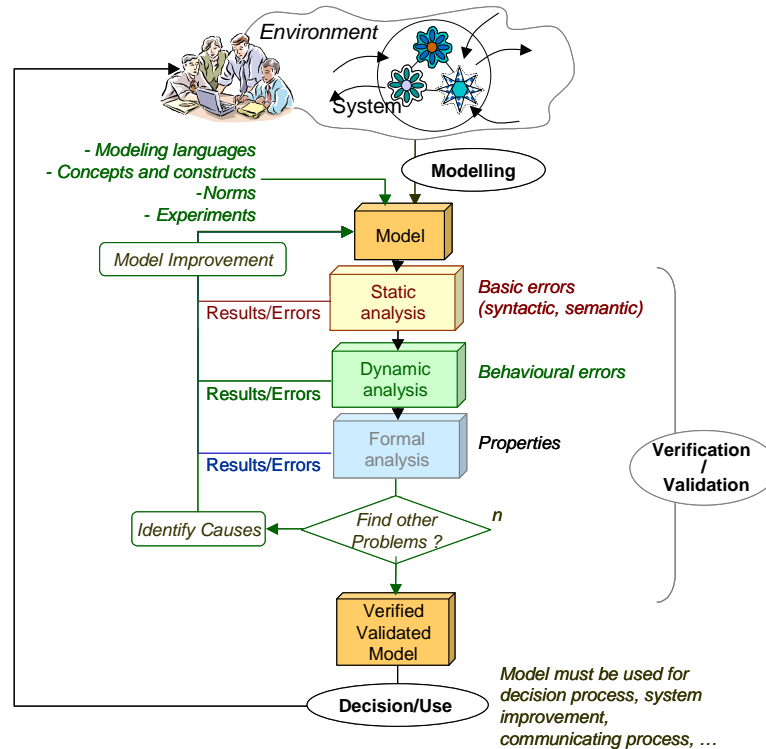 Environment
System
- Modeling languages
- Concepts and constructs
-Norms
- Experiments
Modelling
Model
Model Improvement
Static
analysis
Basic errors
(syntactic, semantic)
Results/Errors
Dynamic
analysis
Behavioural errors
Results/Errors
Formal
analysis
Properties
Results/Errors
Verification
/
Validation
Identify Causes
Find other
Problems ?
n
Verified
Validated
Model
Decision/Use
Model must be used for
decision process, system
improvement,
communicating process, …